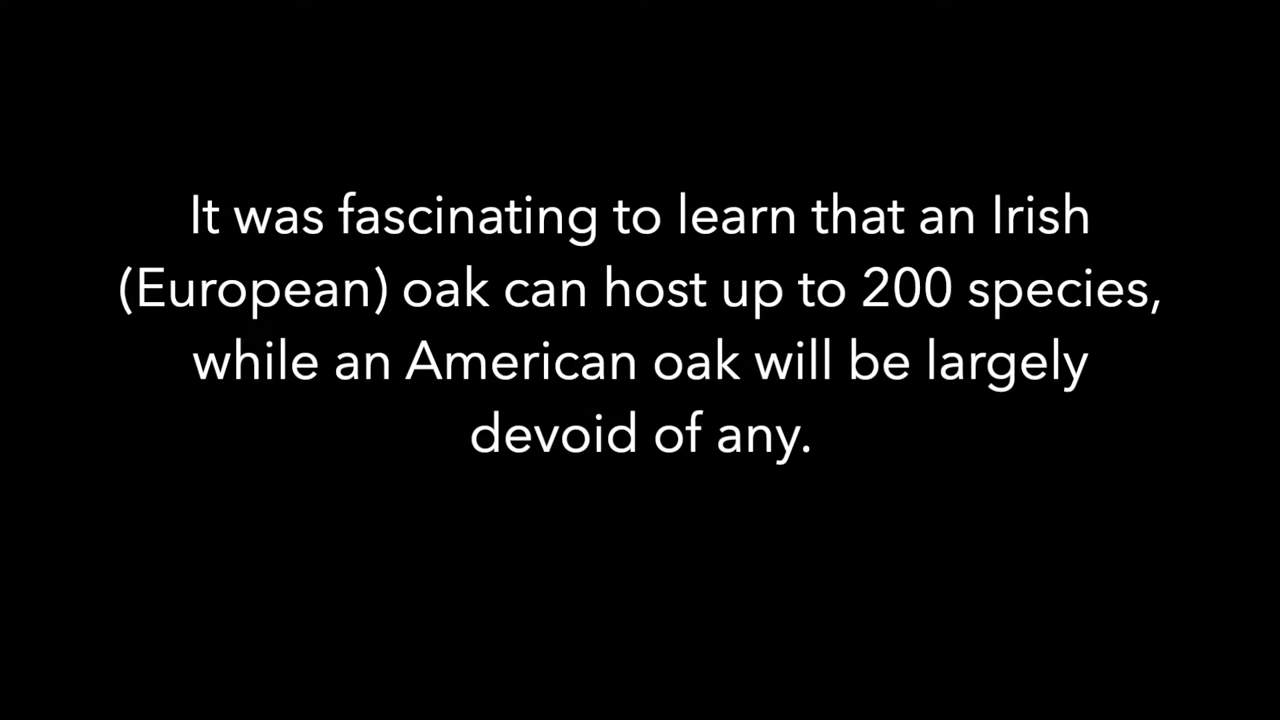 It was fascinating to learn that an Irish
(European) oak can host up to 200 species,
while an American oak will be largely
devoid of any.